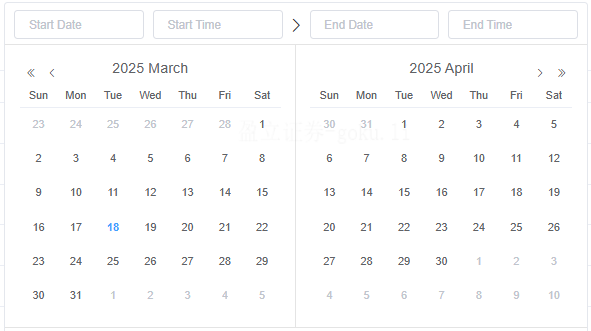 Start Date Start Time End Date End Time
2025 March 2025 April
Sun Mon Tue Wed Thu Fri Sat Sun Mon Tue Wed Thu Fri Sat
23 24 25 26 27 28 1 30 31 1 2 3 4 5
2 3 4 5 6 7 8 6 7 8 9 10 11 12
9 10 11 12 13 14 15 13 14 15 16 17 18 19
16 17 18 19 20 21 22 20 21 22 23 24 25 26
23 24 25 26 27 28 29 27 28 29 30 1 2 3
30 31 1 2 3 4 5 4 5 6 7 8 9 10